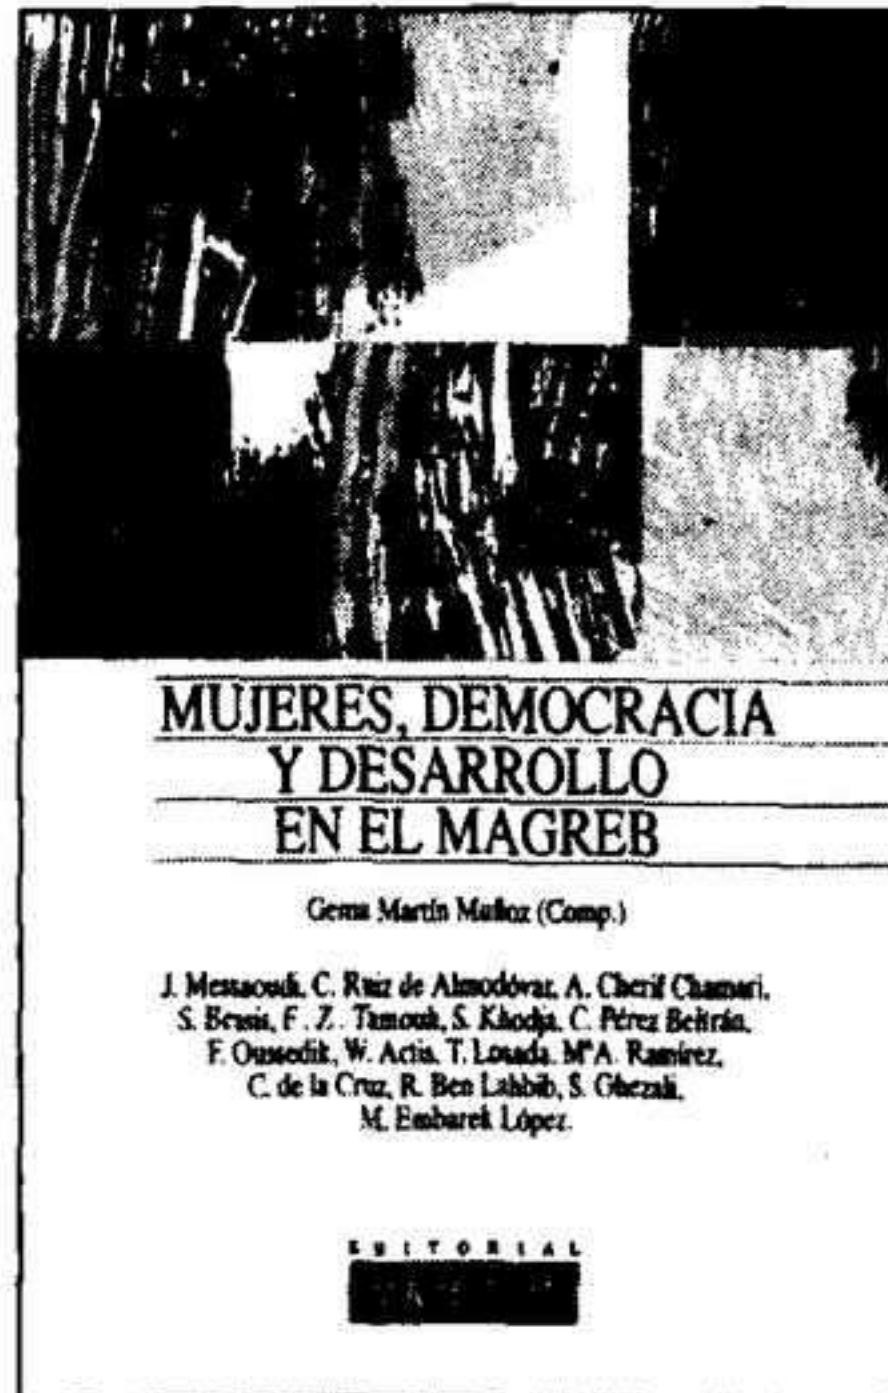 MUJERES, DEMOCRACIA
Y DESARROLLO
EN EL MAGREB
Gema Martín Muñoz (Comp.)
J. Messaoudi, C. Ruiz de Almodóvar, A. Cherif Chamari,
S. Bessis, F. Z. Tamouh, S. Khodja, C. Pérez Beltrán,
F. Oussedik, W. Actis, T. Losada, MªA. Ramírez,
C. de la Cruz, R. Ben Lahbib, S. Ghezali,
M. Embarek López.
EDITORIAL